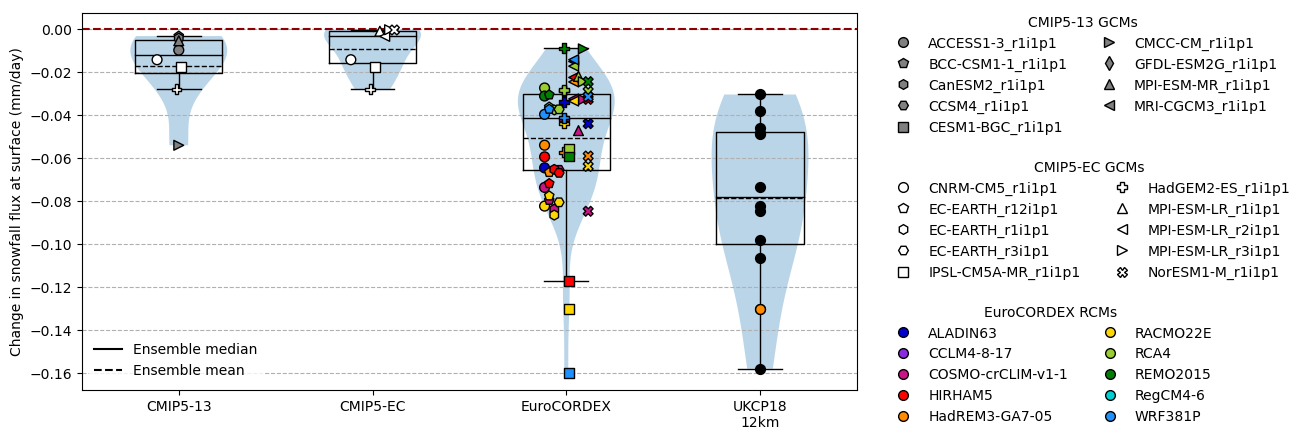 Change in snowfall flux at surface (mm/day)
0.00
−0.02
−0.04
−0.06
−0.08
−0.10
−0.12
−0.14
−0.16
Ensemble median
Ensemble mean
CMIP5-13
CMIP5-EC
EuroCORDEX
UKCP18
12km
CMIP5-13 GCMs
ACCESS1-3_r1i1p1
BCC-CSM1-1_r1i1p1
CanESM2_r1i1p1
CCSM4_r1i1p1
CESM1-BGC_r1i1p1
CMCC-CM_r1i1p1
GFDL-ESM2G_r1i1p1
MPI-ESM-MR_r1i1p1
MRI-CGCM3_r1i1p1
CMIP5-EC GCMs
CNRM-CM5_r1i1p1
EC-EARTH_r12i1p1
EC-EARTH_r1i1p1
EC-EARTH_r3i1p1
IPSL-CM5A-MR_r1i1p1
HadGEM2-ES_r1i1p1
MPI-ESM-LR_r1i1p1
MPI-ESM-LR_r2i1p1
MPI-ESM-LR_r3i1p1
NorESM1-M_r1i1p1
EuroCORDEX RCMs
ALADIN63
CCLM4-8-17
COSMO-crCLIM-v1-1
HIRHAM5
HadREM3-GA7-05
RACMO22E
RCA4
REMO2015
RegCM4-6
WRF381P